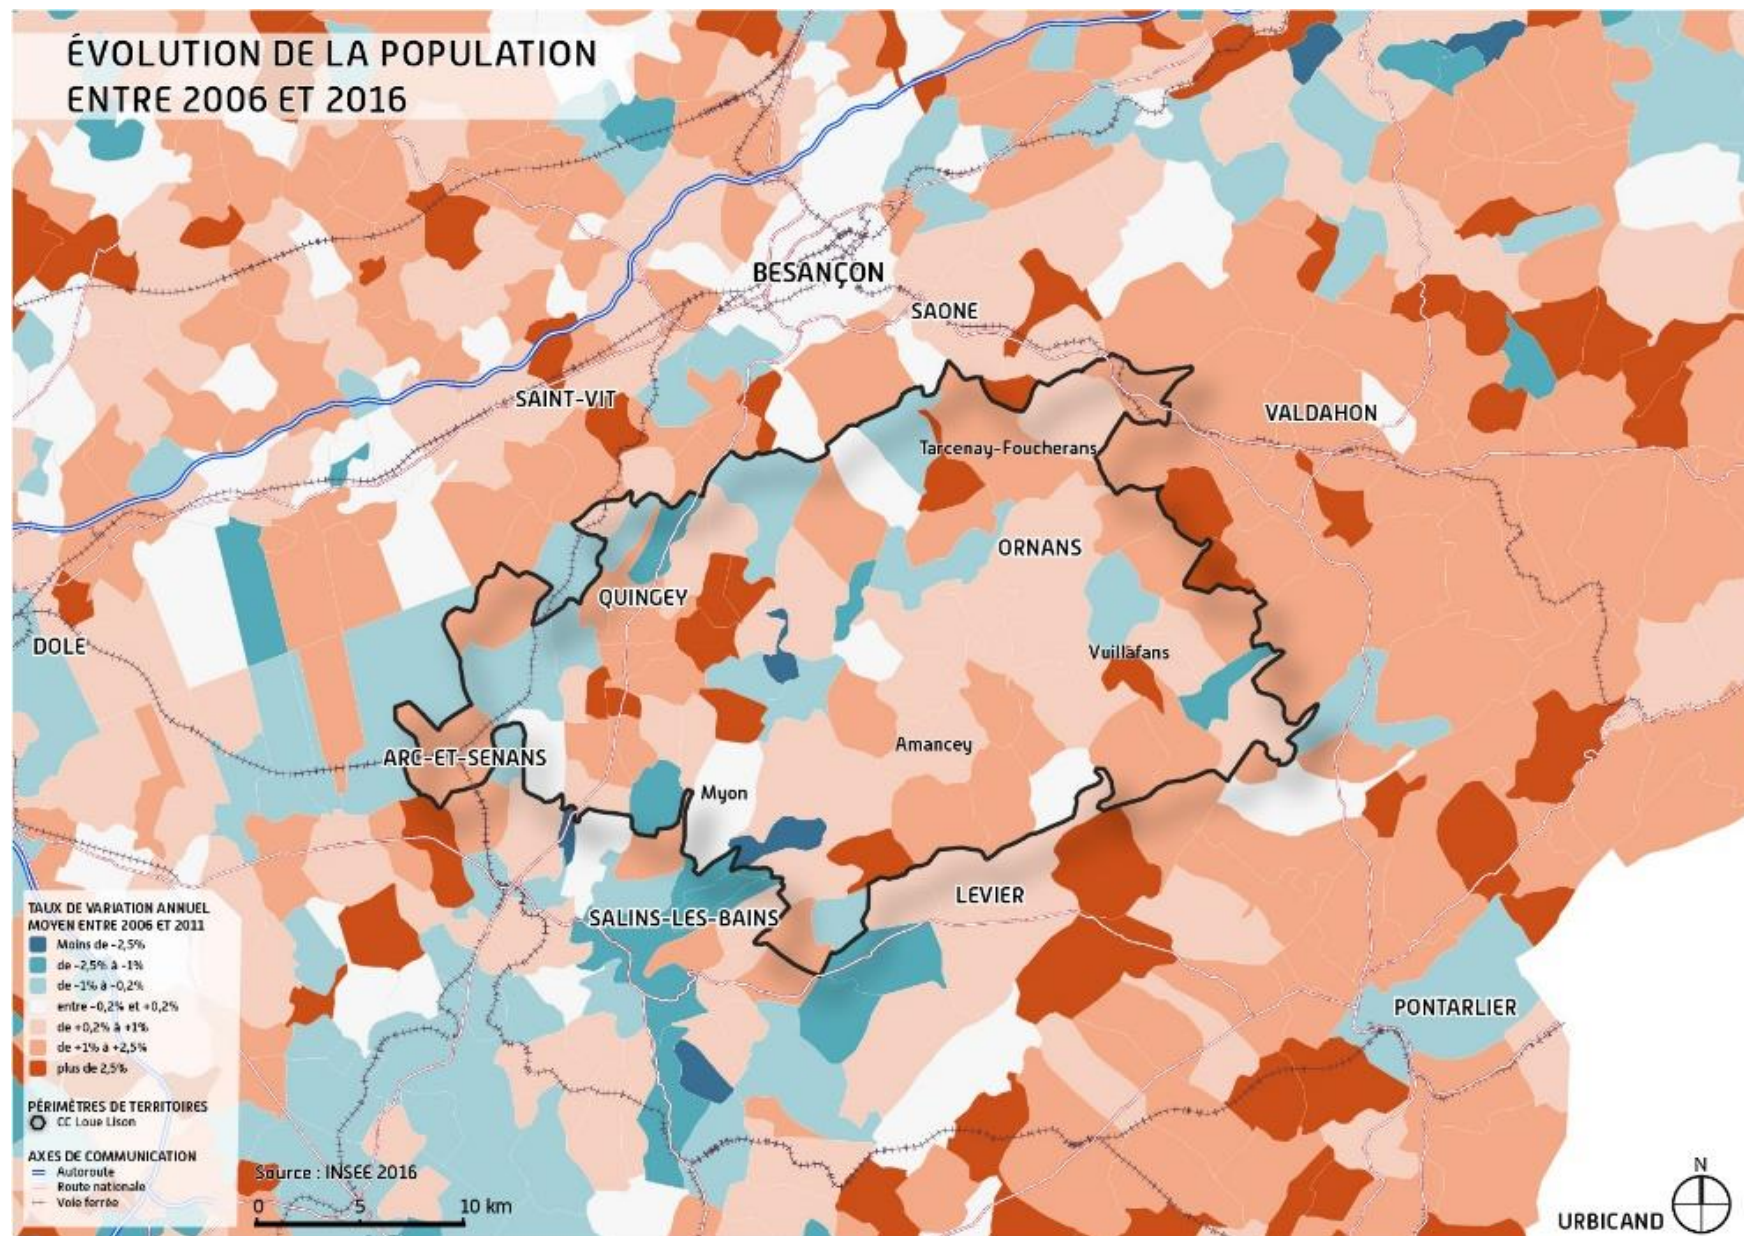 ÉVOLUTION DE LA POPULATION
ENTRE 2006 ET 2016
BESANÇON
SAONE
SAINT-VIT
VALDAHON
Tarcenay-Foucherans
ORNANS
QUINGEY
DOLE
Vuillafans
Amancey
ARC-ET-SENANS
Myon
LEVIER
SALINS-LES-BAINS
PONTARLIER
TAUX DE VARIATION ANNUEL
MOYEN ENTRE 2006 ET 2011
Moins de -2,5%
de -2,5% à -1%
de -1% à -0,2%
entre -0,2% et +0,2%
de +0,2% à +1%
de +1% à +2,5%
plus de 2,5%
PÉRIMÈTRES DE TERRITOIRES
CC Loue Lison
AXES DE COMMUNICATION
Autoroute
Route nationale
Voie ferrée
Source : INSEE 2016
0 5 10 km
N
URBICAND